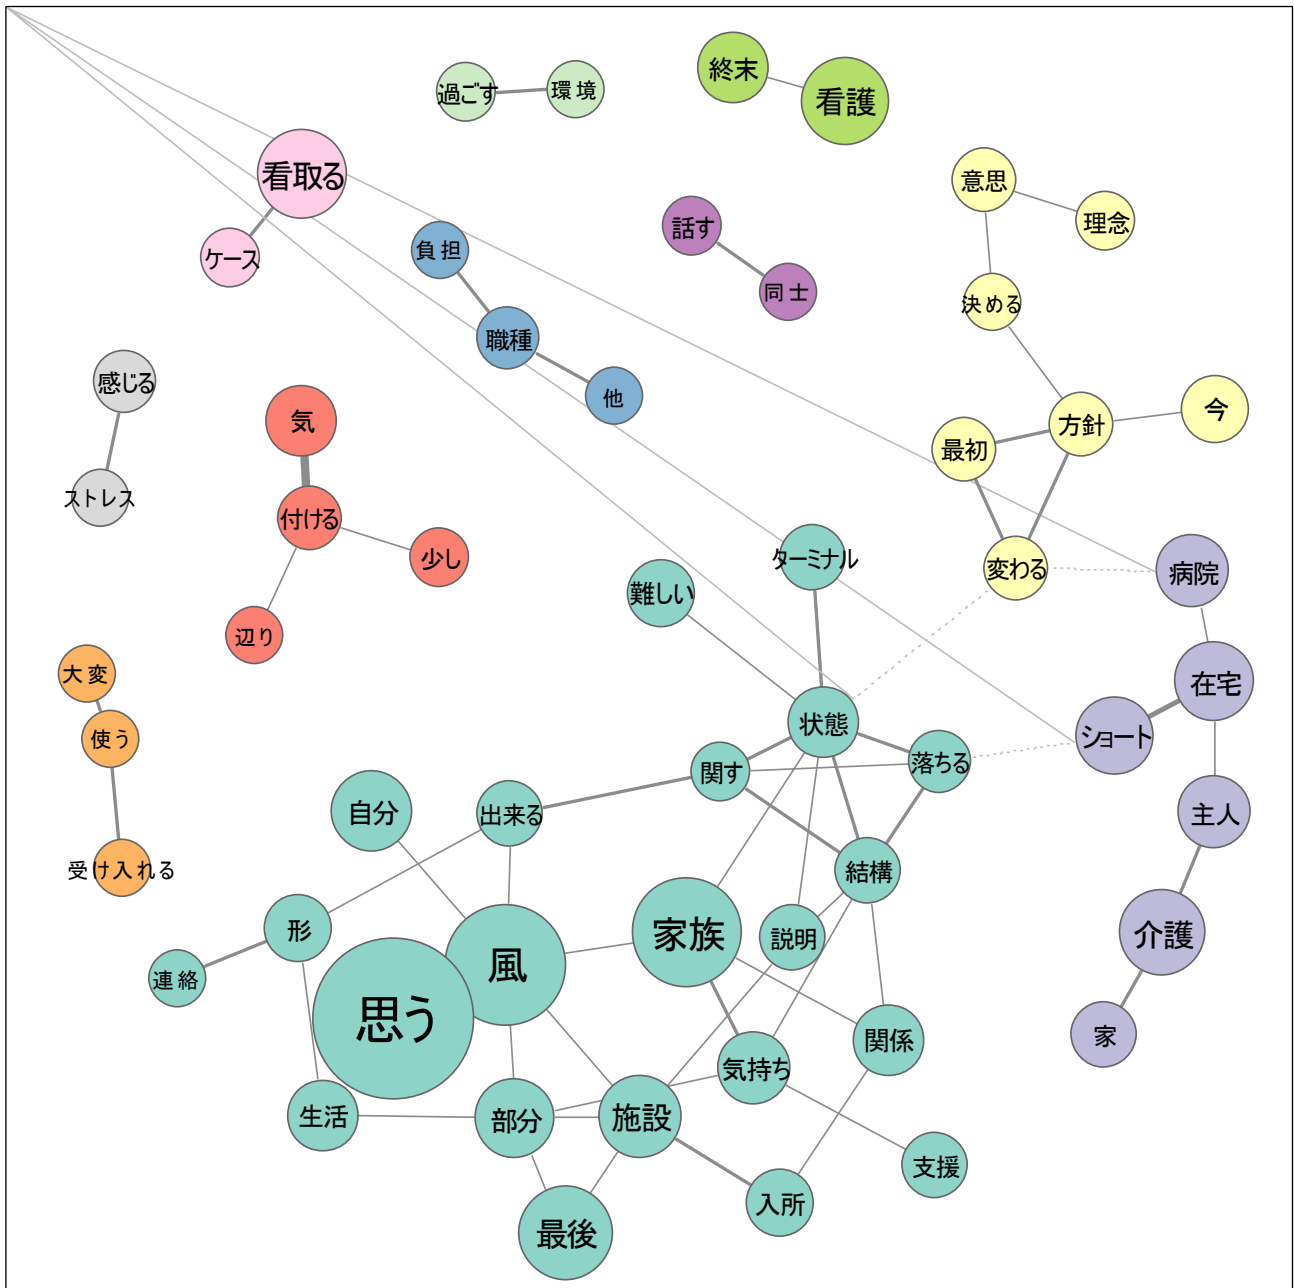 終末
看護
過ごす
環境
看取る
意思
理念
話す
ケース
負担
同士
決める
職種
感じる
他
今
気
方針
最初
ストレス
付ける
少し
ターミナル
変わる
病院
難しい
辺り
大変
在宅
状態
使う
ショート
関す
落ちる
自分
出来る
主人
受け入れる
結構
形
家族
説明
介護
風
連絡
思う
家
関係
気持ち
生活
部分
施設
支援
入所
最後